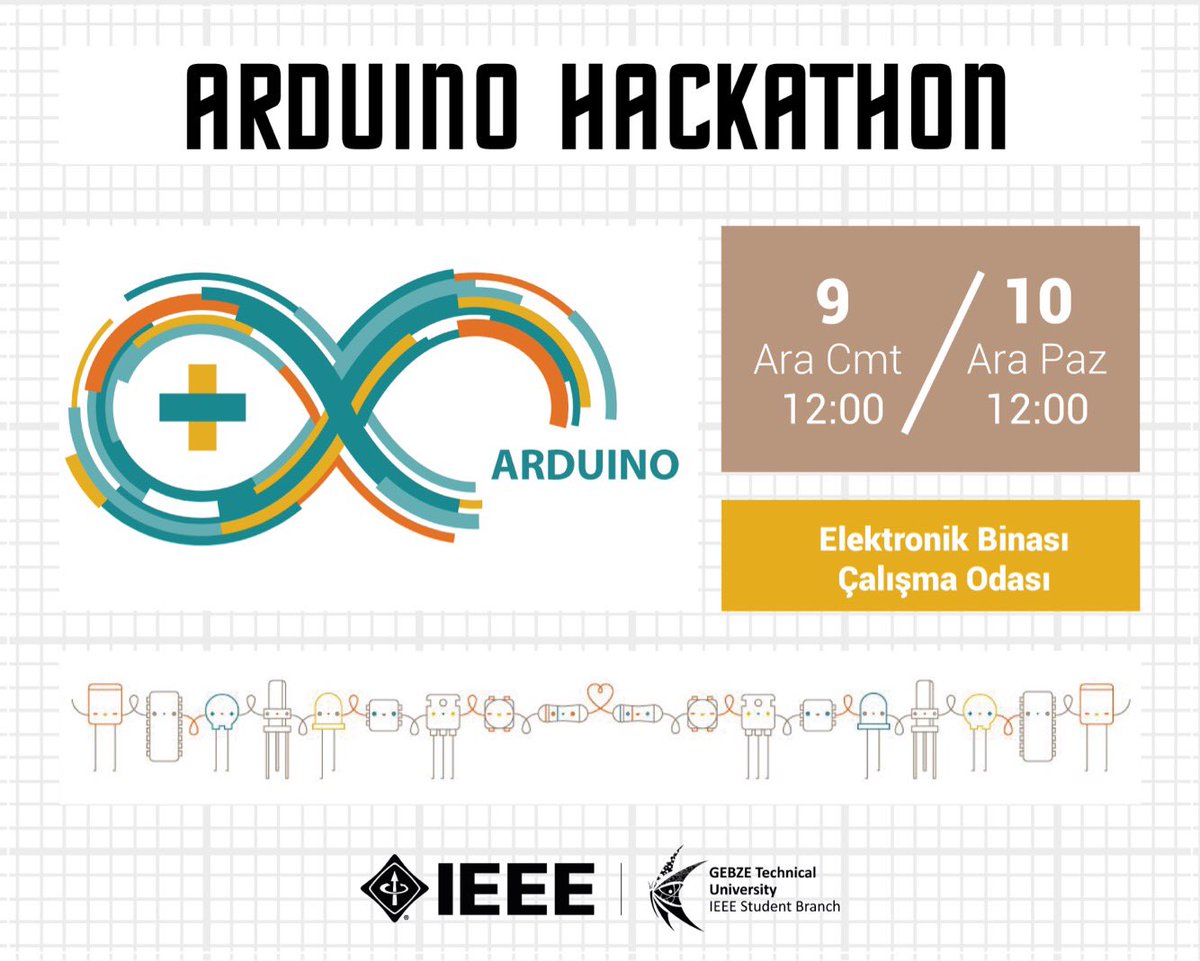 ARDUINO HACKATHON
ARDUINO
9
Ara Cmt
12:00
10
Ara Paz
12:00
Elektronik Binası
Çalışma Odası
IEEE
®
GEBZE Technical
University
IEEE Student Branch